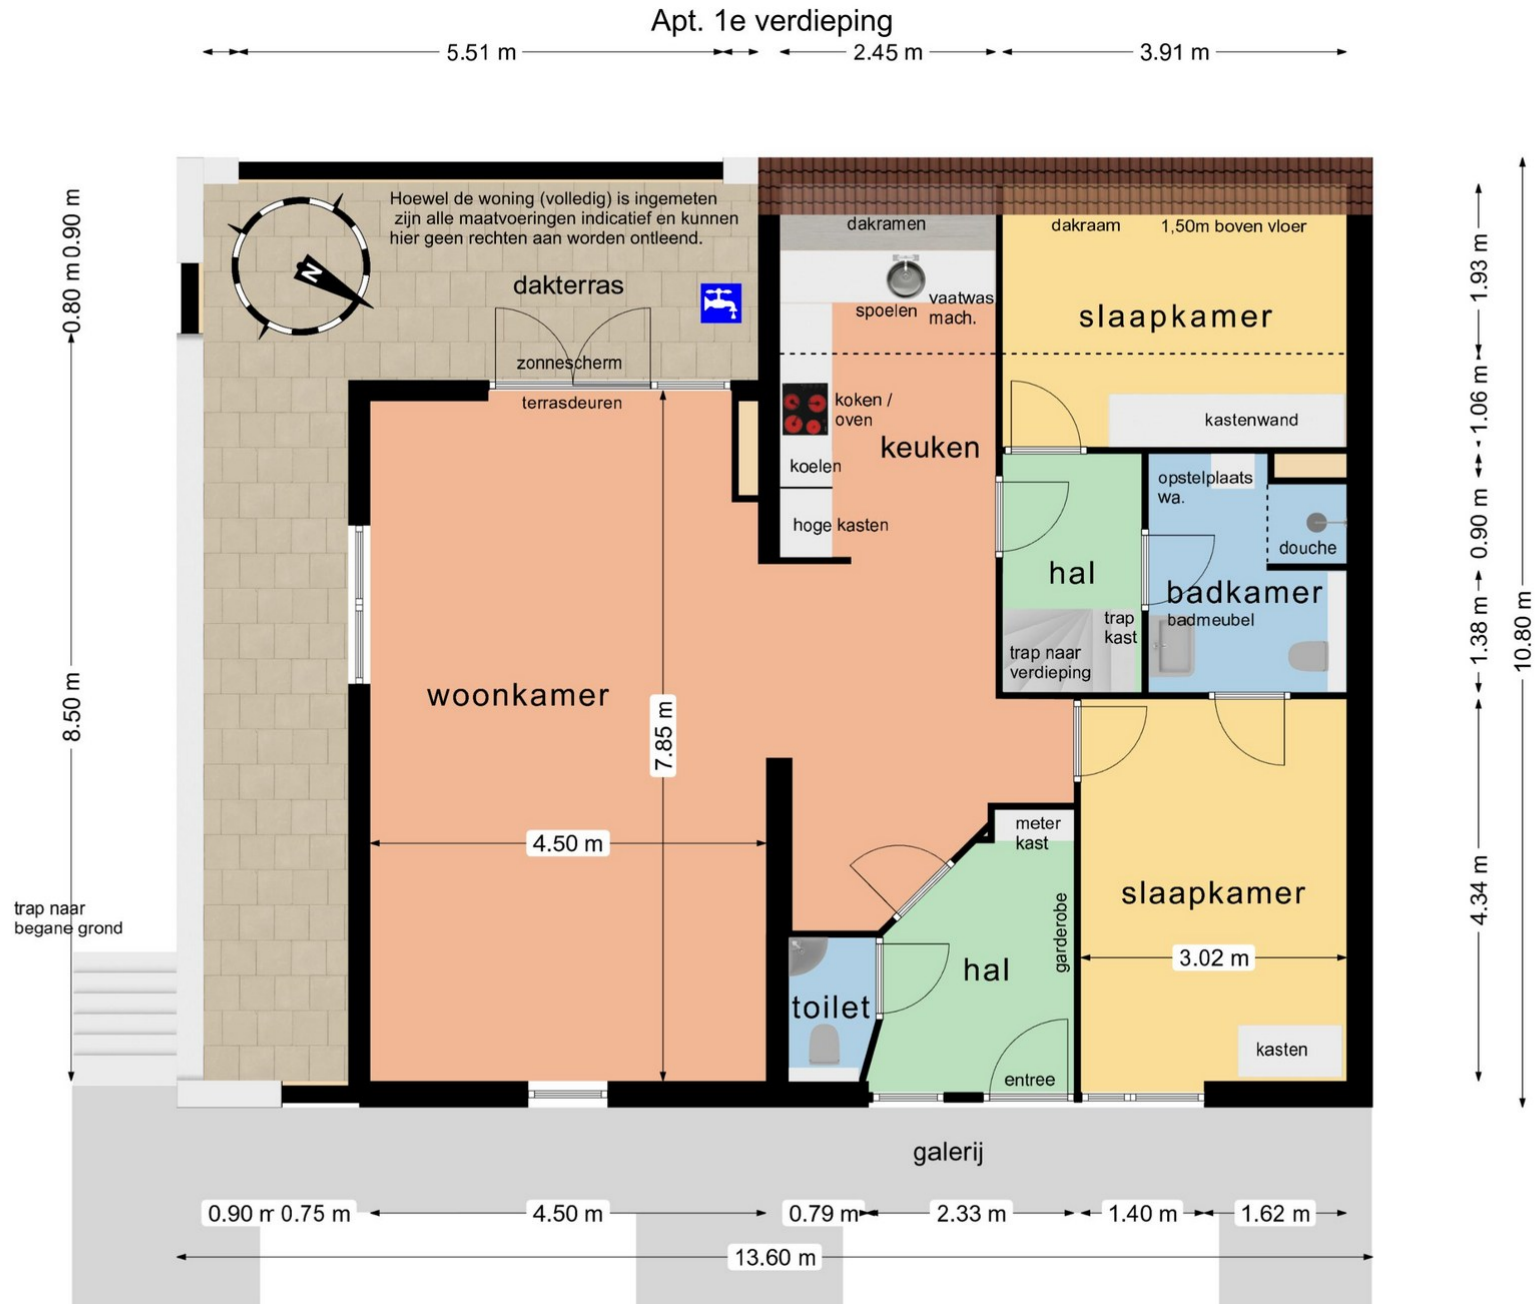 Apt. 1e verdieping
5.51 m
2.45 m
3.91 m
Hoewel de woning (volledig) is ingemeten
zijn alle maatvoeringen indicatief en kunnen
hier geen rechten aan worden ontleend.
N
dakterras
zonnescherm
terrasdeuren
dakramen
dakraam
1,50m boven vloer
spoelen
vaatwas
mach.
slaapkamer
koken /
oven
keuken
koelen
hoge kasten
kastenwand
opstelplaats
wa.
douche
hal
badkamer
badmeubel
trap
kast
trap naar
verdieping
woonkamer
7.85 m
4.50 m
meter
kast
garderobe
slaapkamer
3.02 m
hal
toilet
entree
kasten
trap naar
begane grond
0.90 m
0.80 m
8.50 m
1.93 m
1.06 m
0.90 m
1.38 m
4.34 m
10.80 m
galerij
0.90 m
0.75 m
4.50 m
0.79 m
2.33 m
1.40 m
1.62 m
13.60 m